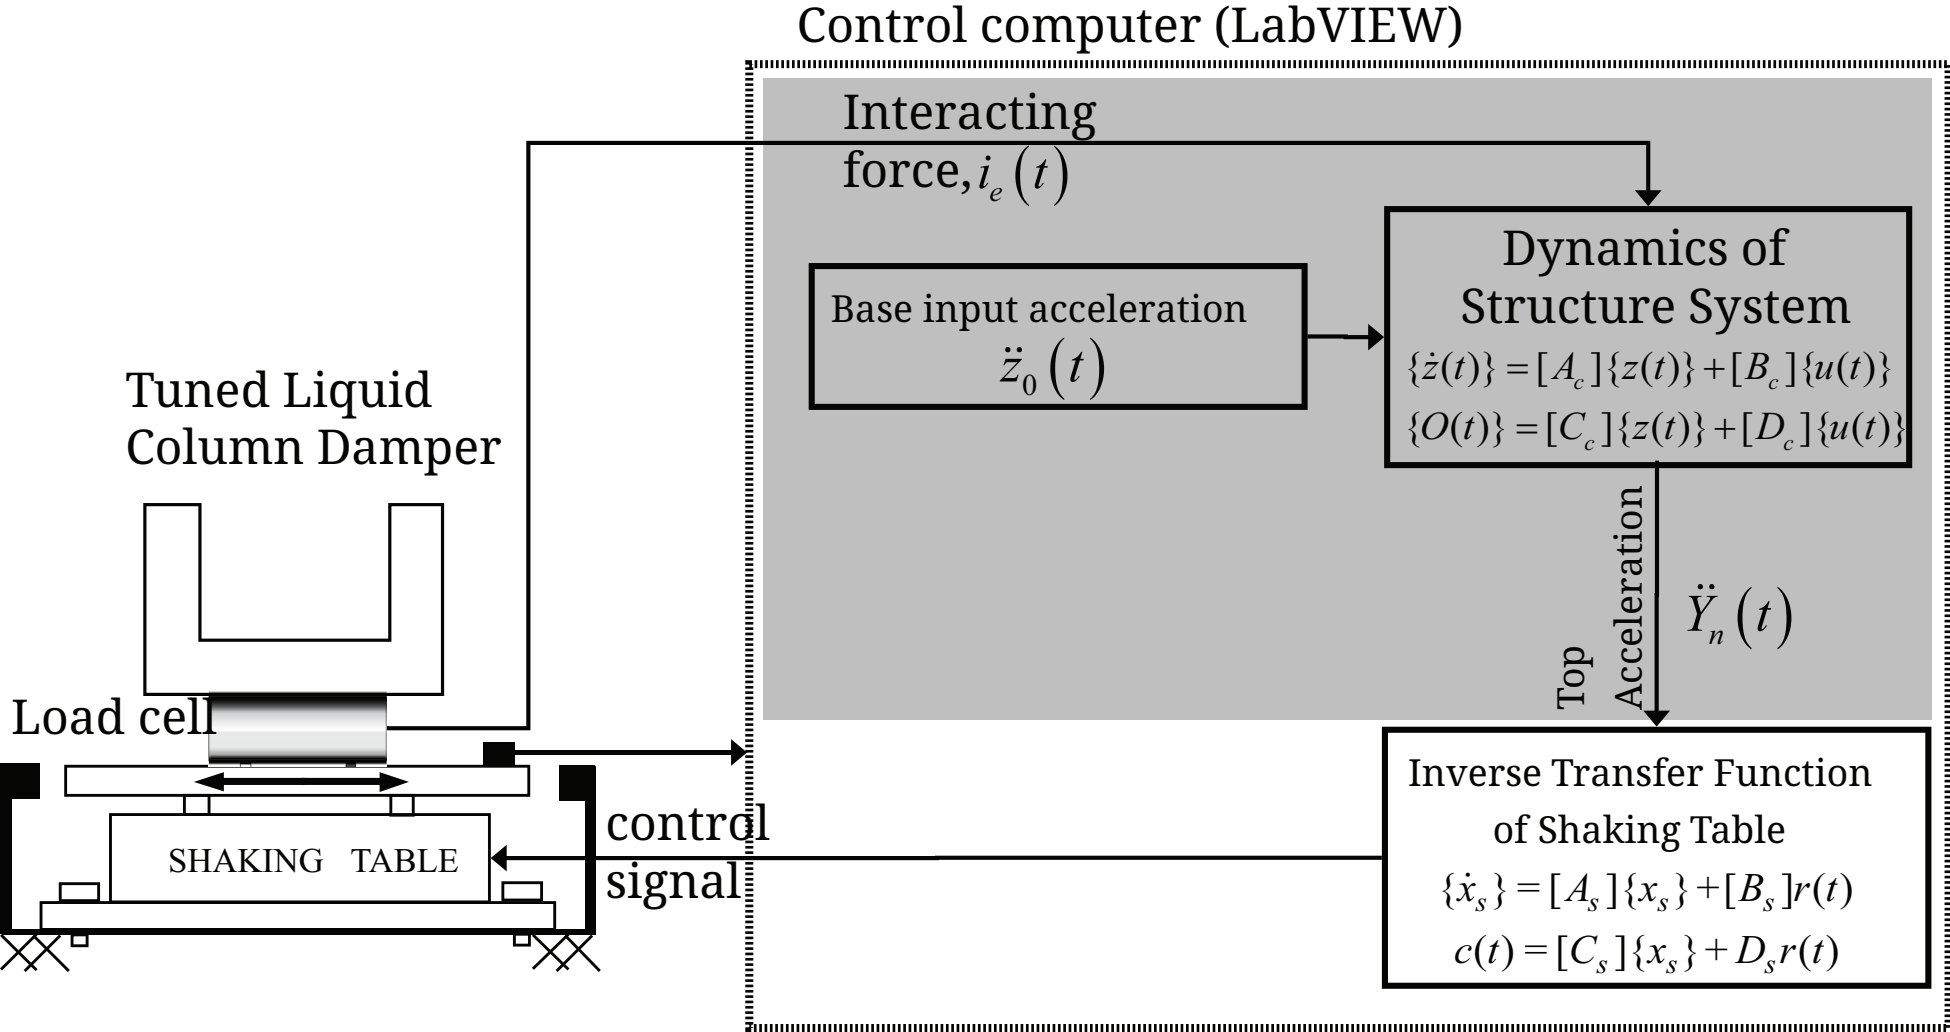 Control computer (LabVIEW)
Interacting
force, i_e(t)
Dynamics of
Structure System
{ż(t)} = [A_c]{z(t)} + [B_c]{u(t)}
{O(t)} = [C_c]{z(t)} + [D_c]{u(t)}
Base input acceleration
z̈_0(t)
Tuned Liquid
Column Damper
Top
Acceleration
Ÿ_n(t)
Load cell
Inverse Transfer Function
of Shaking Table
{ẋ_s} = [A_s]{x_s} + [B_s]r(t)
c(t) = [C_s]{x_s} + D_s r(t)
control
signal
SHAKING TABLE